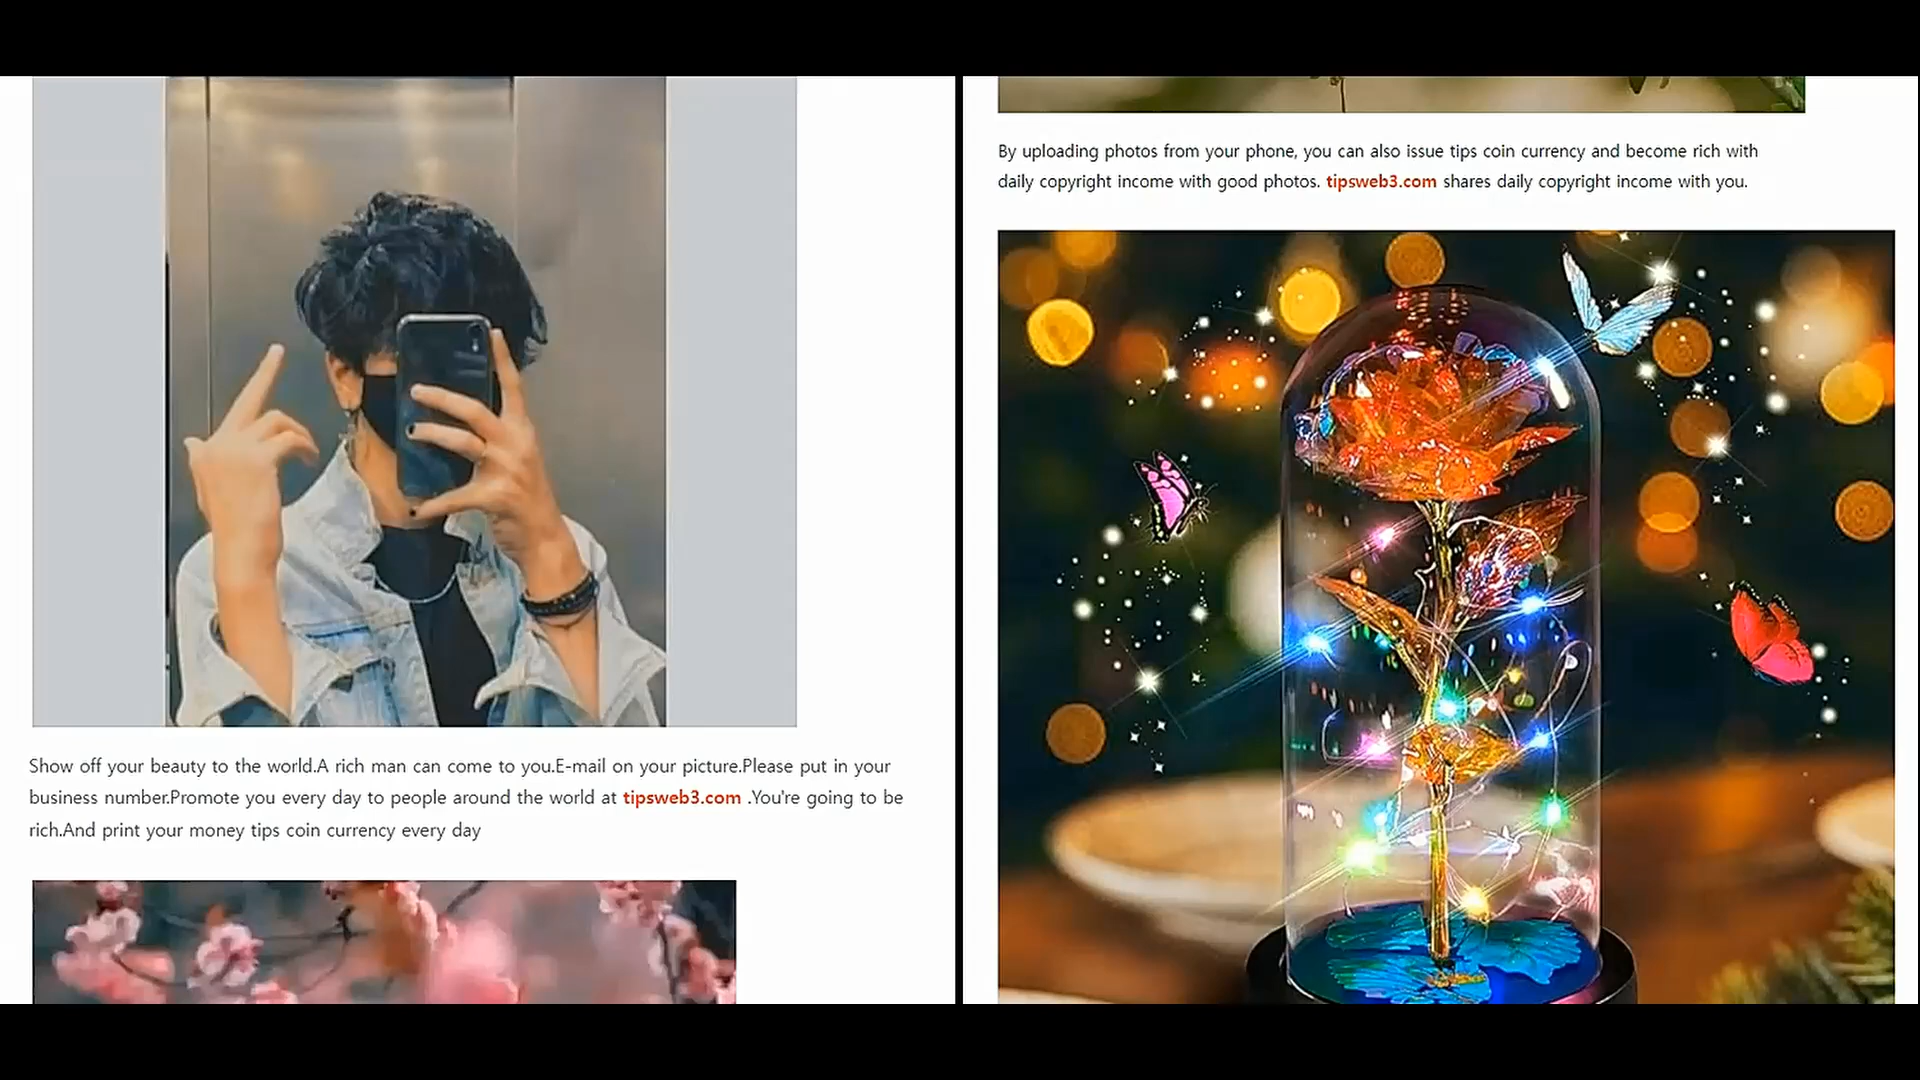 Show off your beauty to the world.A rich man can come to you.E-mail on your picture.Please put in your
business number.Promote you every day to people around the world at tipsweb3.com .You're going to be
rich.And print your money tips coin currency every day
By uploading photos from your phone, you can also issue tips coin currency and become rich with
daily copyright income with good photos. tipsweb3.com shares daily copyright income with you.